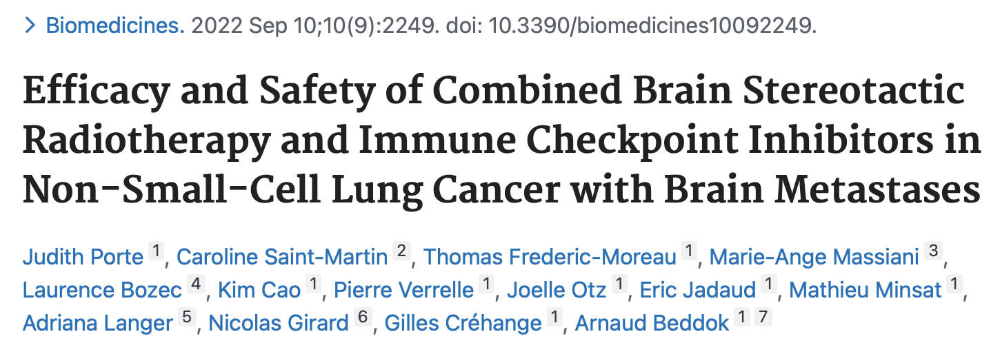 > Biomedicines. 2022 Sep 10;10(9):2249. doi: 10.3390/biomedicines10092249.
Efficacy and Safety of Combined Brain Stereotactic
Radiotherapy and Immune Checkpoint Inhibitors in
Non-Small-Cell Lung Cancer with Brain Metastases
Judith Porte 1, Caroline Saint-Martin 2, Thomas Frederic-Moreau 1, Marie-Ange Massiani 3,
Laurence Bozec 4, Kim Cao 1, Pierre Verrelle 1, Joelle Otz 1, Eric Jadaud 1, Mathieu Minsat 1,
Adriana Langer 5, Nicolas Girard 6, Gilles Créhange 1, Arnaud Beddok 1 7